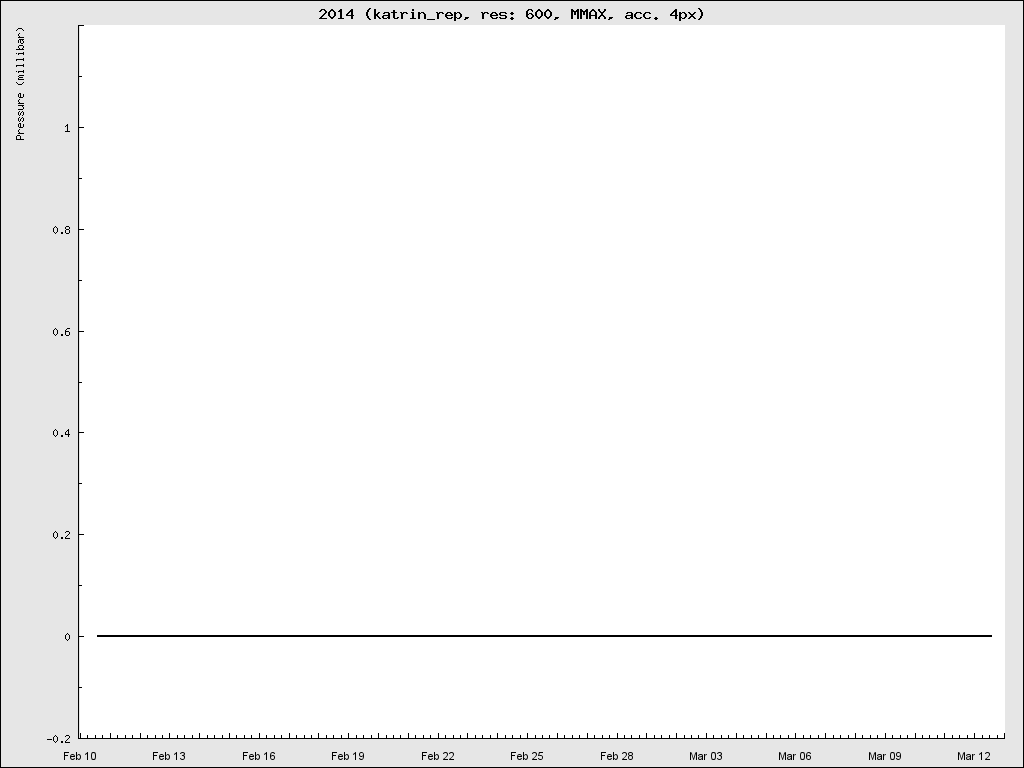 2014 (katrin_rep, res: 600, MMAX, acc. 4px)
Pressure (millibar)
1
0.8
0.6
0.4
0.2
0
-0.2
Feb 10 Feb 13 Feb 16 Feb 19 Feb 22 Feb 25 Feb 28 Mar 03 Mar 06 Mar 09 Mar 12